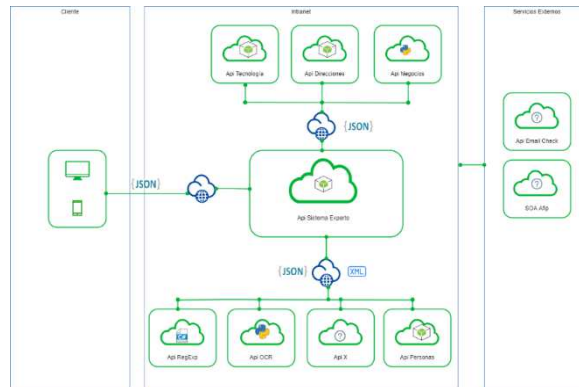 Cliente
Intranet
Servicios Externos
Api Tecnología
Api Direcciones
Api Negocios
{JSON}
Api Email Check
{JSON}
Api Sistema Experto
SOA Afip
{JSON}
XML
C#
Api RegExp
Api OCR
Api X
Api Personas